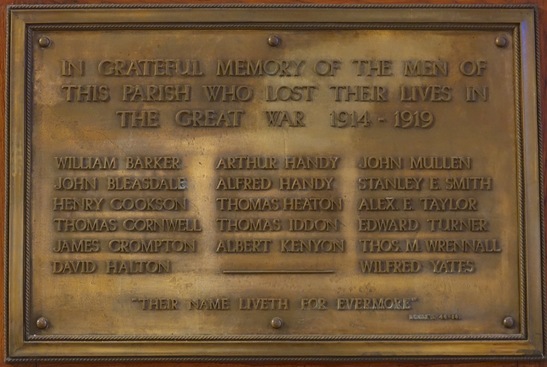 IN GRATEFUL MEMORY OF THE MEN OF
THIS PARISH WHO LOST THEIR LIVES IN
THE GREAT WAR 1914 - 1919
WILLIAM BARKER
JOHN BLEASDALE
HENRY COOKSON
THOMAS CORNWELL
JAMES CROMPTON
DAVID HALTON
ARTHUR HANDY
ALFRED HANDY
THOMAS HEATON
THOMAS IDDON
ALBERT KENYON
JOHN MULLEN
STANLEY E. SMITH
ALEX E. TAYLOR
EDWARD TURNER
THOS. M. WRENNALL
WILFRED YATES
"THEIR NAME LIVETH FOR EVERMORE"